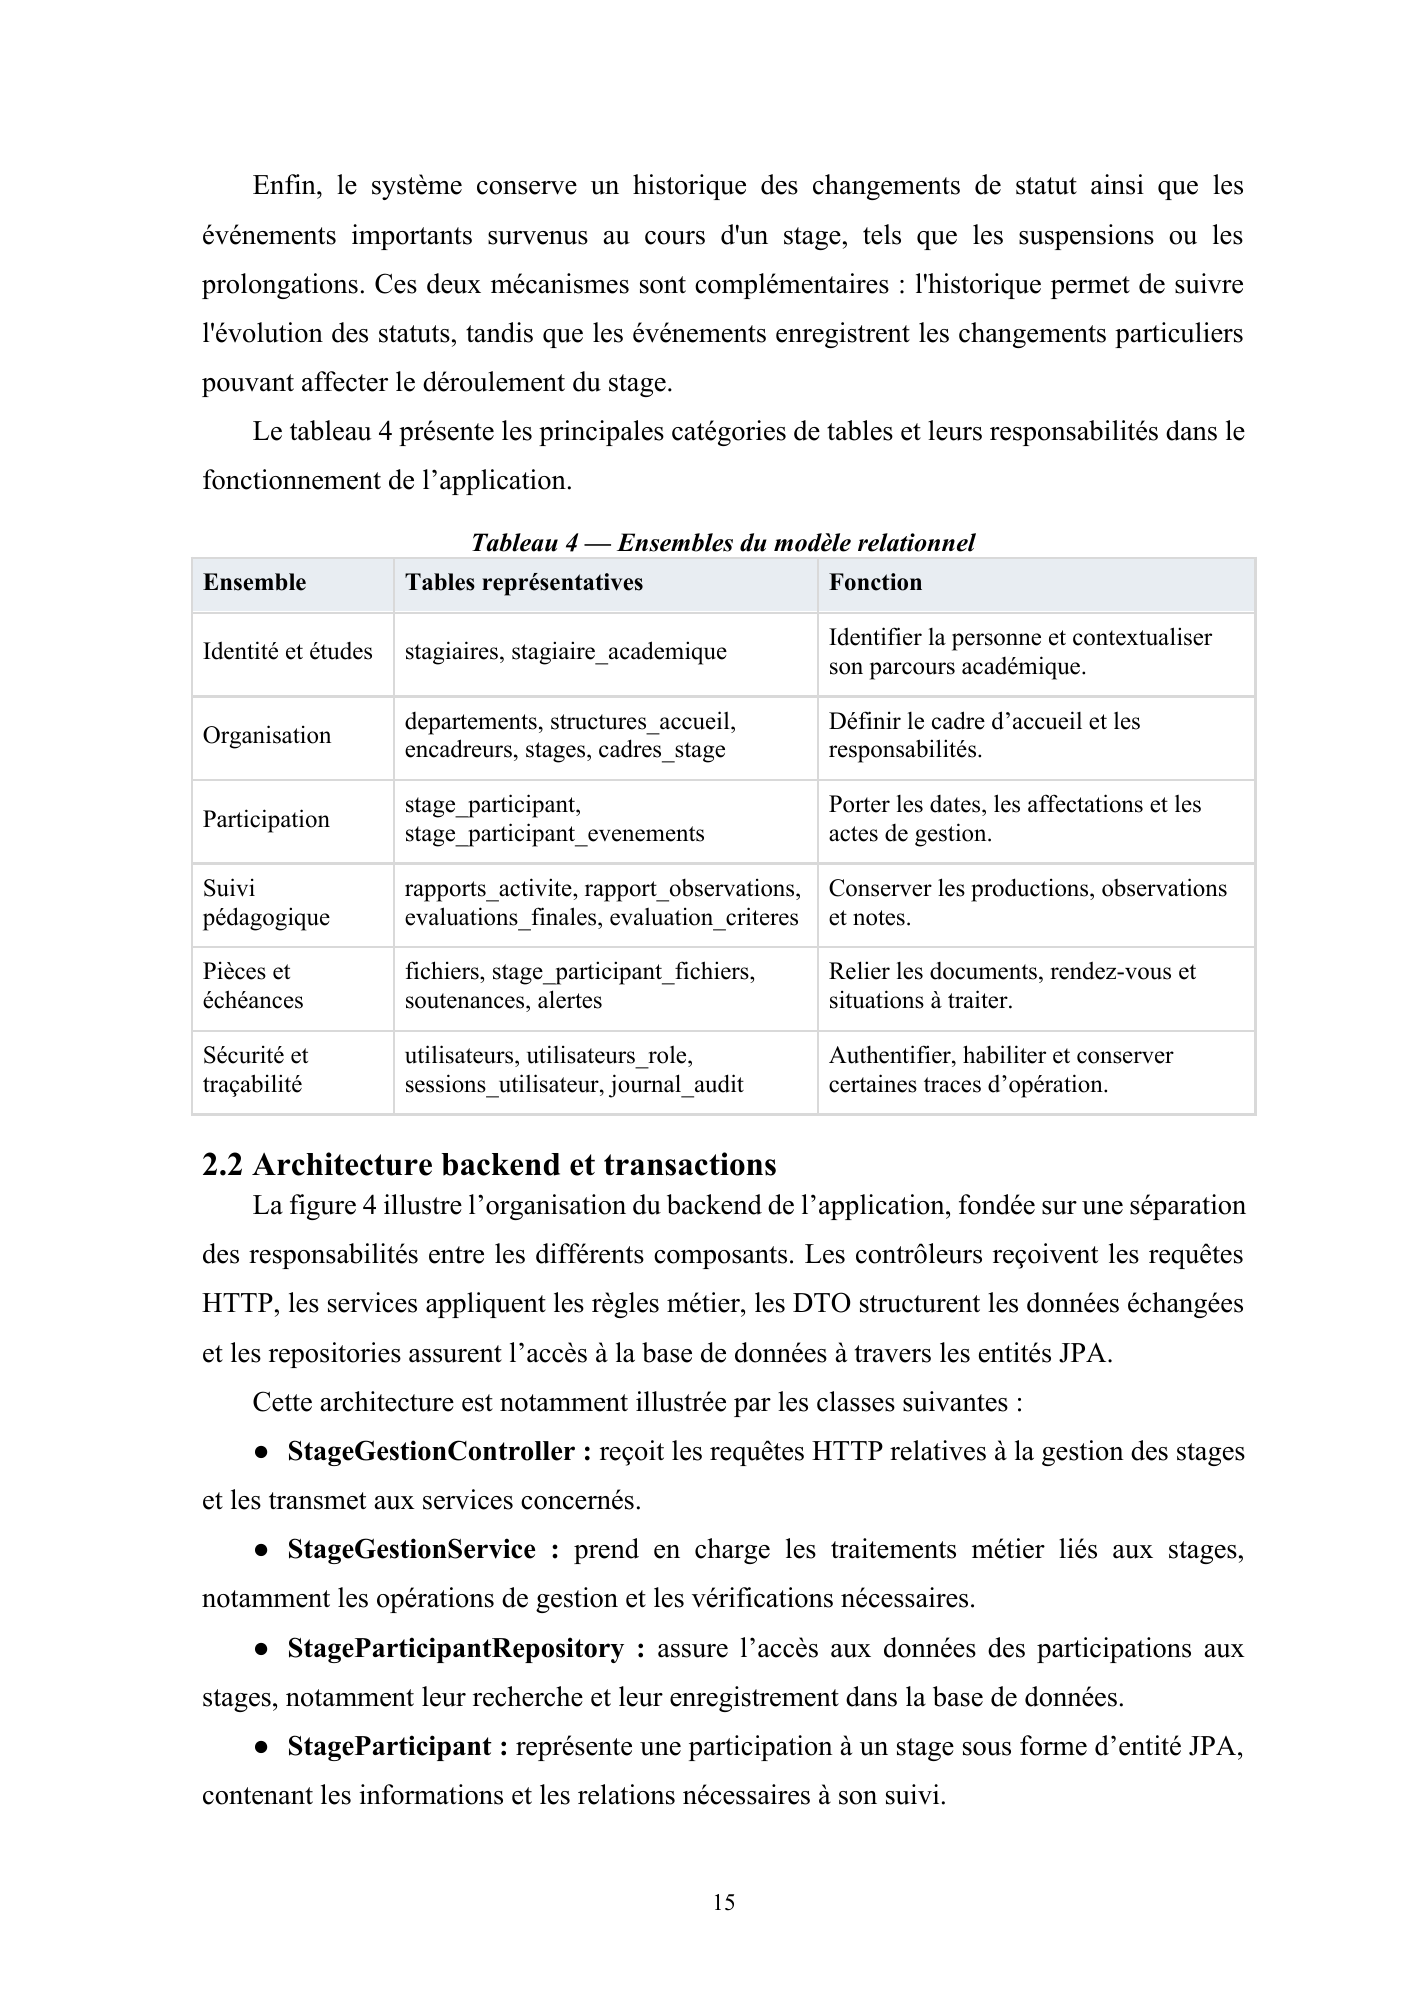 Enfin, le système conserve un historique des changements de statut ainsi que les
événements importants survenus au cours d'un stage, tels que les suspensions ou les
prolongations. Ces deux mécanismes sont complémentaires : l'historique permet de suivre
l'évolution des statuts, tandis que les événements enregistrent les changements particuliers
pouvant affecter le déroulement du stage.
Le tableau 4 présente les principales catégories de tables et leurs responsabilités dans le
fonctionnement de l’application.
Tableau 4 — Ensembles du modèle relationnel
Ensemble Tables représentatives Fonction
Identité et études stagiaires, stagiaire_academique Identifier la personne et contextualiser
son parcours académique.
Organisation departements, structures_accueil, Définir le cadre d’accueil et les
encadreurs, stages, cadres_stage responsabilités.
Participation stage_participant, Porter les dates, les affectations et les
stage_participant_evenements actes de gestion.
Suivi rapports_activite, rapport_observations, Conserver les productions, observations
pédagogique evaluations_finales, evaluation_criteres et notes.
Pièces et fichiers, stage_participant_fichiers, Relier les documents, rendez-vous et
échéances soutenances, alertes situations à traiter.
Sécurité et utilisateurs, utilisateurs_role, Authentifier, habiliter et conserver
traçabilité sessions_utilisateur, journal_audit certaines traces d’opération.
2.2 Architecture backend et transactions
La figure 4 illustre l’organisation du backend de l’application, fondée sur une séparation
des responsabilités entre les différents composants. Les contrôleurs reçoivent les requêtes
HTTP, les services appliquent les règles métier, les DTO structurent les données échangées
et les repositories assurent l’accès à la base de données à travers les entités JPA.
Cette architecture est notamment illustrée par les classes suivantes :
● StageGestionController : reçoit les requêtes HTTP relatives à la gestion des stages
et les transmet aux services concernés.
● StageGestionService : prend en charge les traitements métier liés aux stages,
notamment les opérations de gestion et les vérifications nécessaires.
● StageParticipantRepository : assure l’accès aux données des participations aux
stages, notamment leur recherche et leur enregistrement dans la base de données.
● StageParticipant : représente une participation à un stage sous forme d’entité JPA,
contenant les informations et les relations nécessaires à son suivi.
15